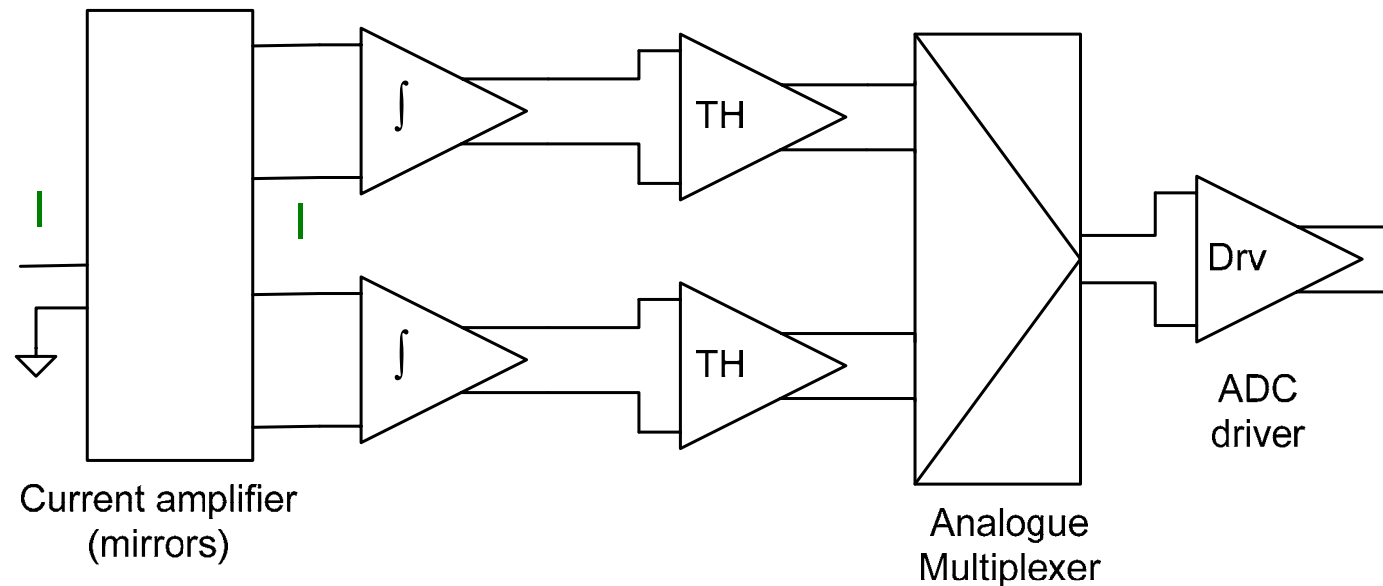 I
I
∫
TH
∫
TH
Drv
Current amplifier
(mirrors)
Analogue
Multiplexer
ADC
driver